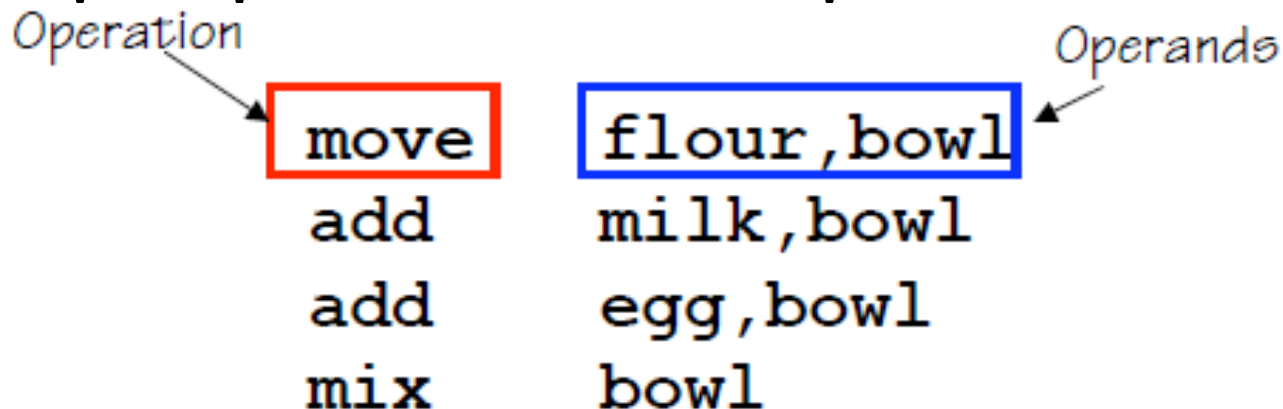 Operation
Operands
move flour,bowl
add milk,bowl
add egg,bowl
mix bowl